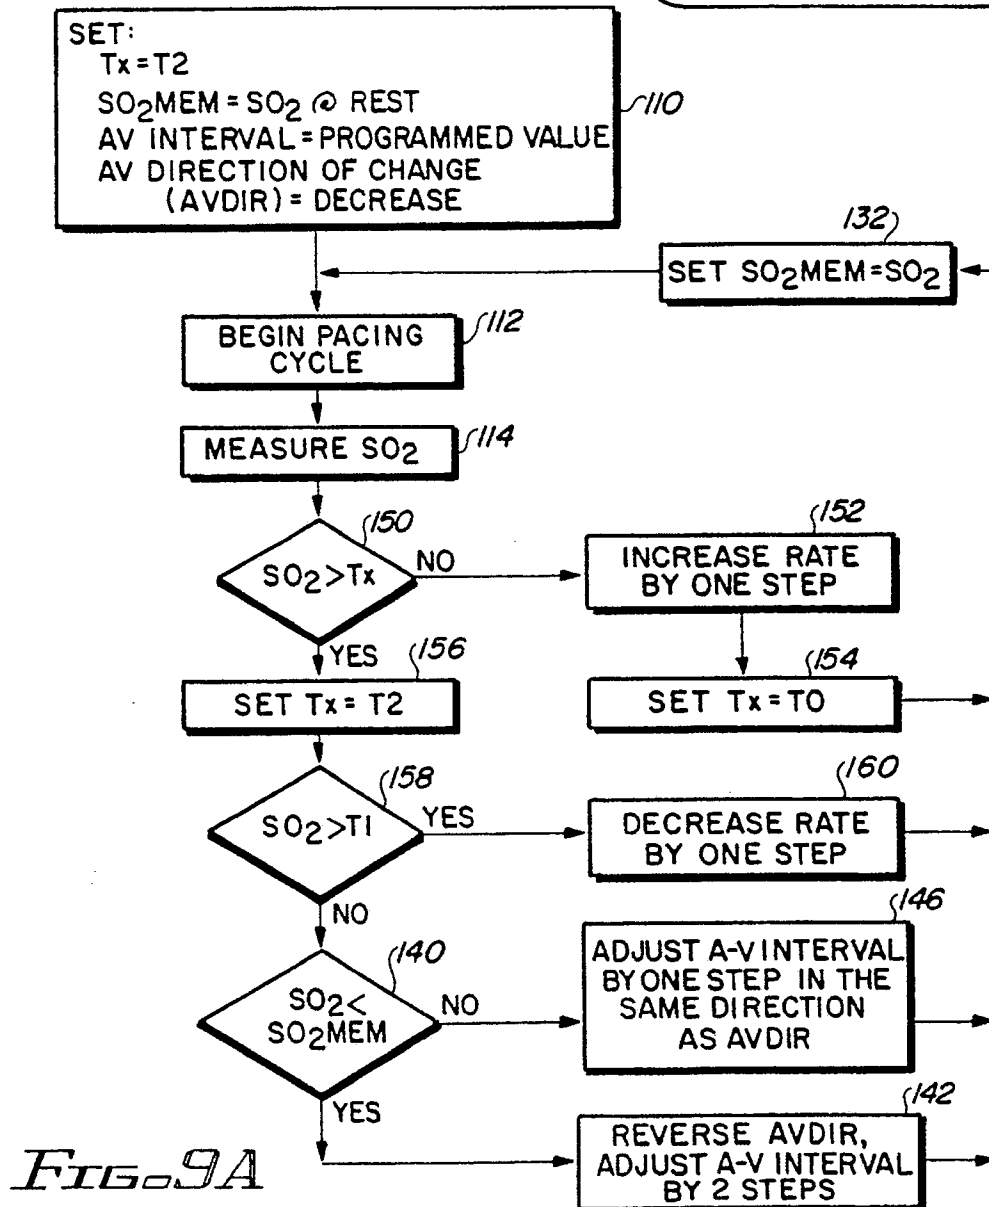 SET:
Tx=T2
SO2MEM=SO2 @ REST
AV INTERVAL=PROGRAMMED VALUE
AV DIRECTION OF CHANGE
(AVDIR)=DECREASE
110
132
SET SO2MEM=SO2
BEGIN PACING
CYCLE
112
MEASURE SO2
114
150
SO2>Tx
NO
152
INCREASE RATE
BY ONE STEP
YES
156
SET Tx=T2
154
SET Tx=T0
158
SO2>T1
YES
160
DECREASE RATE
BY ONE STEP
NO
140
SO2<
SO2MEM
NO
146
ADJUST A-V INTERVAL
BY ONE STEP IN THE
SAME DIRECTION
AS AVDIR
YES
142
REVERSE AVDIR,
ADJUST A-V INTERVAL
BY 2 STEPS
FIG. 9A